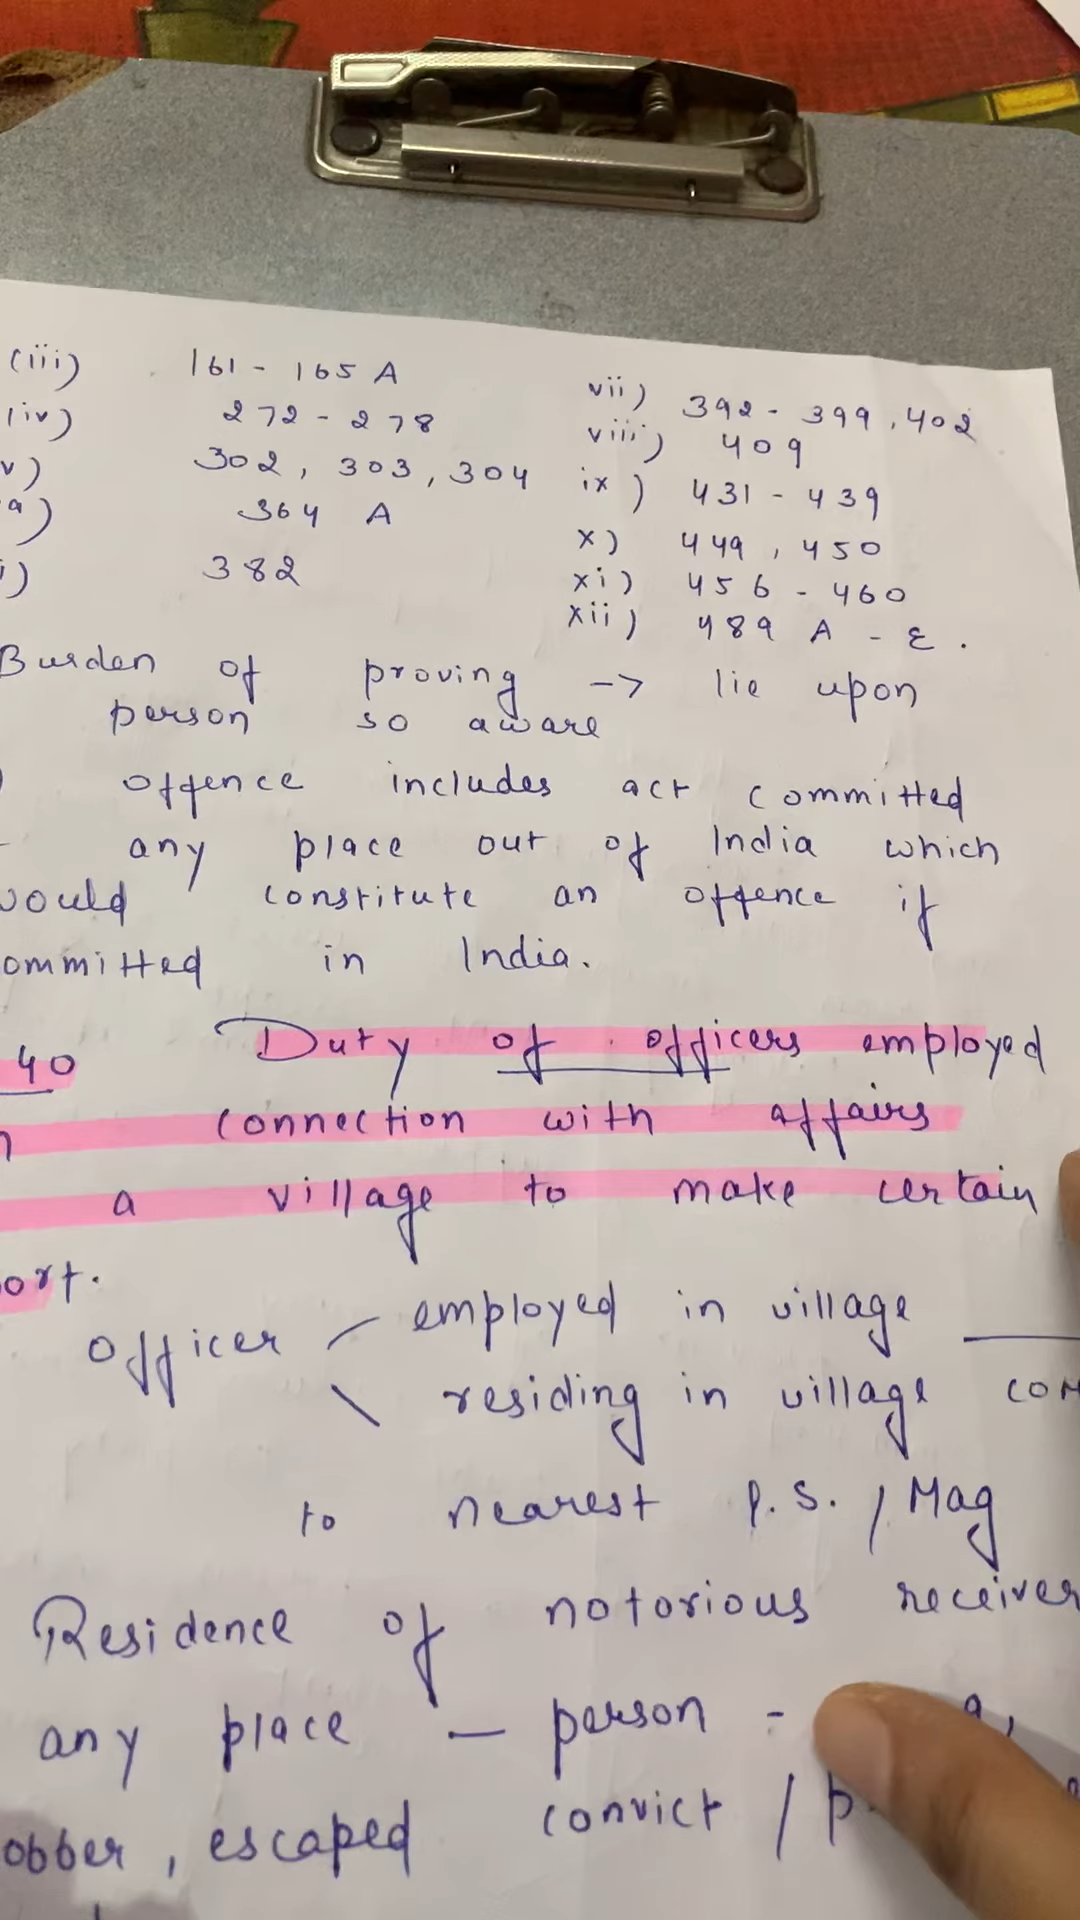 (iii) 161 - 165 A
(iv) 272 - 278
v) 302, 303, 304
a) 364 A
i) 382
vii) 392 - 399, 402
viii) 409
ix) 431 - 439
x) 449, 450
xi) 456 - 460
xii) 489 A - E.
Burden of proving -> lie upon
person so aware
offence includes act committed
any place out of India which
would constitute an offence if
ommitted in India.
40 Duty of officers employed
n connection with affairs
a village to make certain
ort.
officer employed in village
residing in village com
to nearest P.S. / Mag
Residence of notorious receiver
any place - person -
obber, escaped convict / p